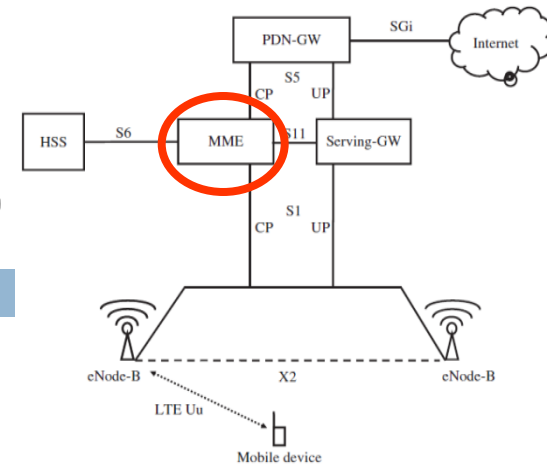 PDN-GW
SGi
Internet
S5
CP
UP
HSS
S6
MME
S11
Serving-GW
S1
CP
UP
eNode-B
X2
eNode-B
LTE Uu
Mobile device